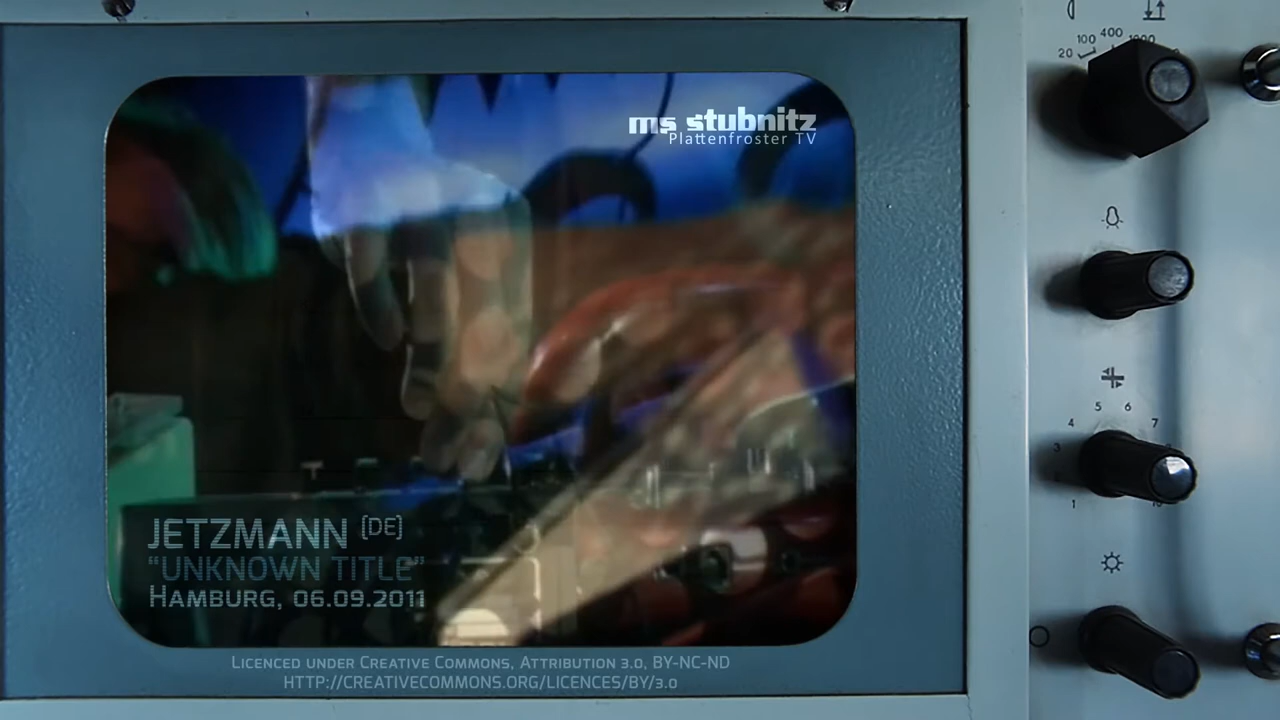 20 100 400 1000
ms stubnitz
Plattenfroster TV
5 6
4 7
3
1 10
JETZMANN (DE)
"UNKNOWN TITLE"
HAMBURG, 06.09.2011
LICENCED UNDER CREATIVE COMMONS, ATTRIBUTION 3.0, BY-NC-ND
HTTP://CREATIVECOMMONS.ORG/LICENCES/BY/3.0